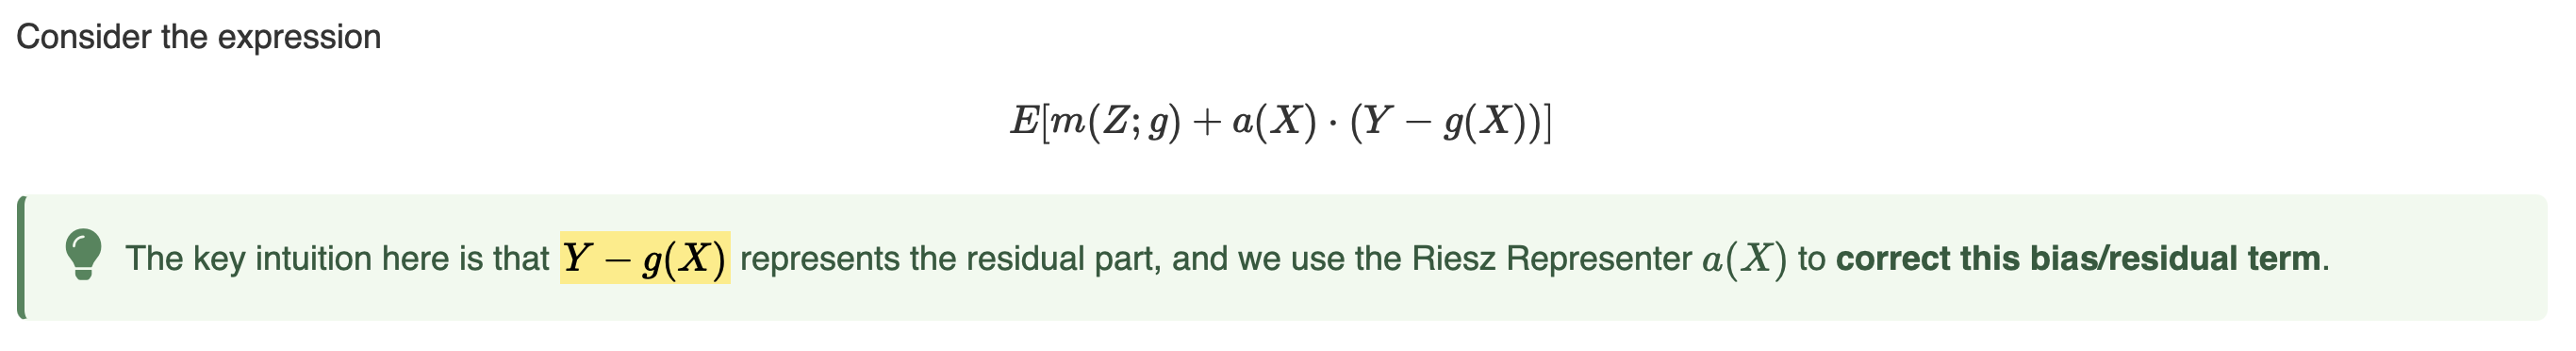 Consider the expression
E[m(Z; g) + a(X) · (Y − g(X))]
The key intuition here is that Y − g(X) represents the residual part, and we use the Riesz Representer a(X) to correct this bias/residual term.